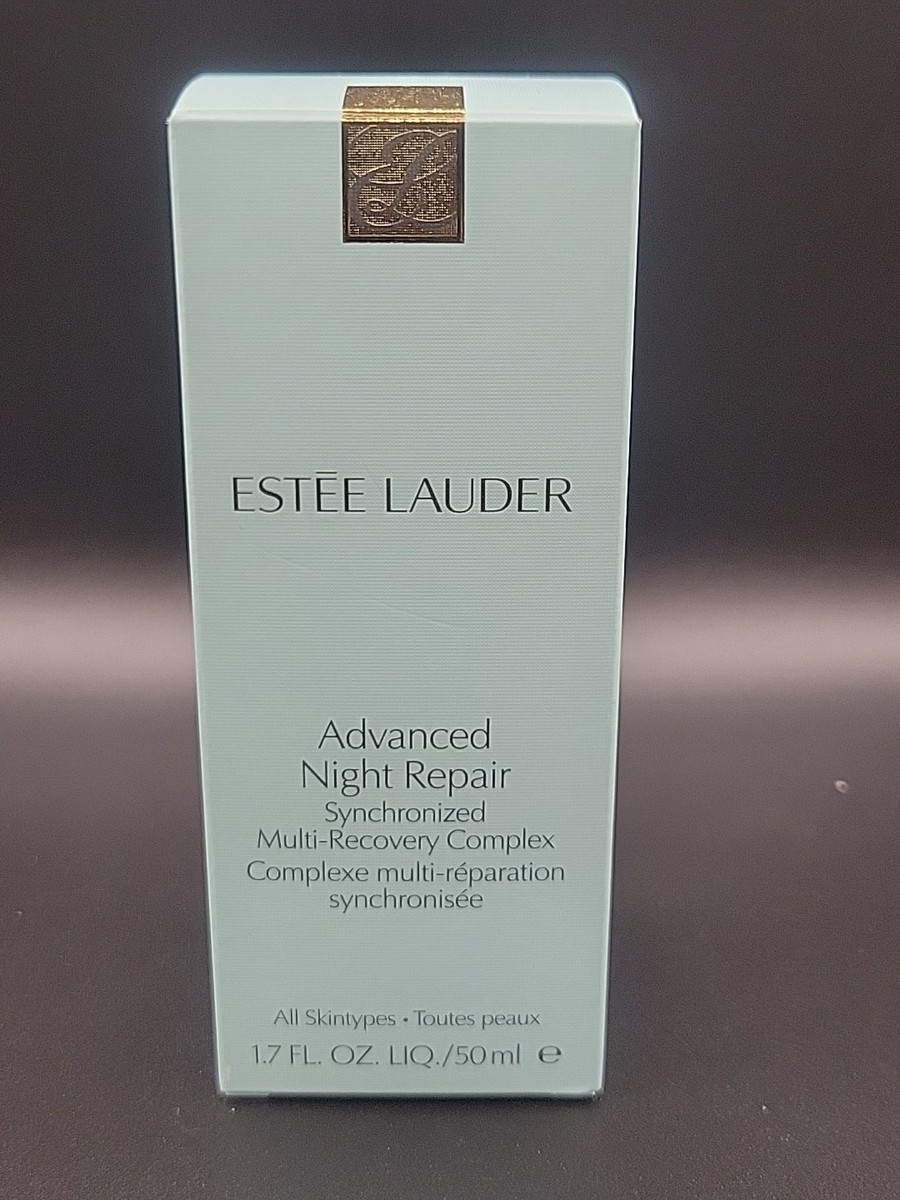 ESTĒE LAUDER
Advanced
Night Repair
Synchronized
Multi-Recovery Complex
Complexe multi-réparation
synchronisée
All Skintypes • Toutes peaux
1.7 FL. OZ. LIQ./50 ml ℮